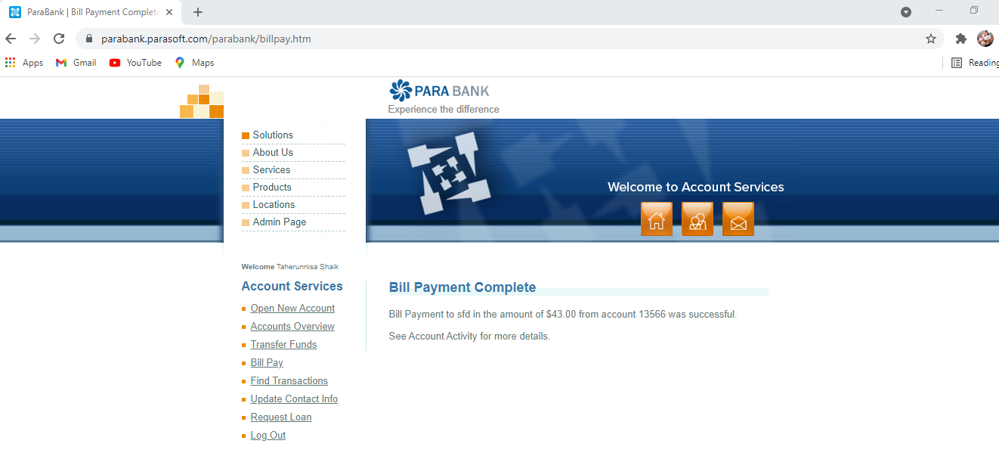 ParaBank | Bill Payment Complete
parabank.parasoft.com/parabank/billpay.htm
Apps Gmail YouTube Maps Reading
PARA BANK
Experience the difference
Solutions
About Us
Services
Products
Locations
Admin Page
Welcome to Account Services
Welcome Taherunnisa Shaik
Account Services
Open New Account
Accounts Overview
Transfer Funds
Bill Pay
Find Transactions
Update Contact Info
Request Loan
Log Out
Bill Payment Complete
Bill Payment to sfd in the amount of $43.00 from account 13566 was successful.
See Account Activity for more details.